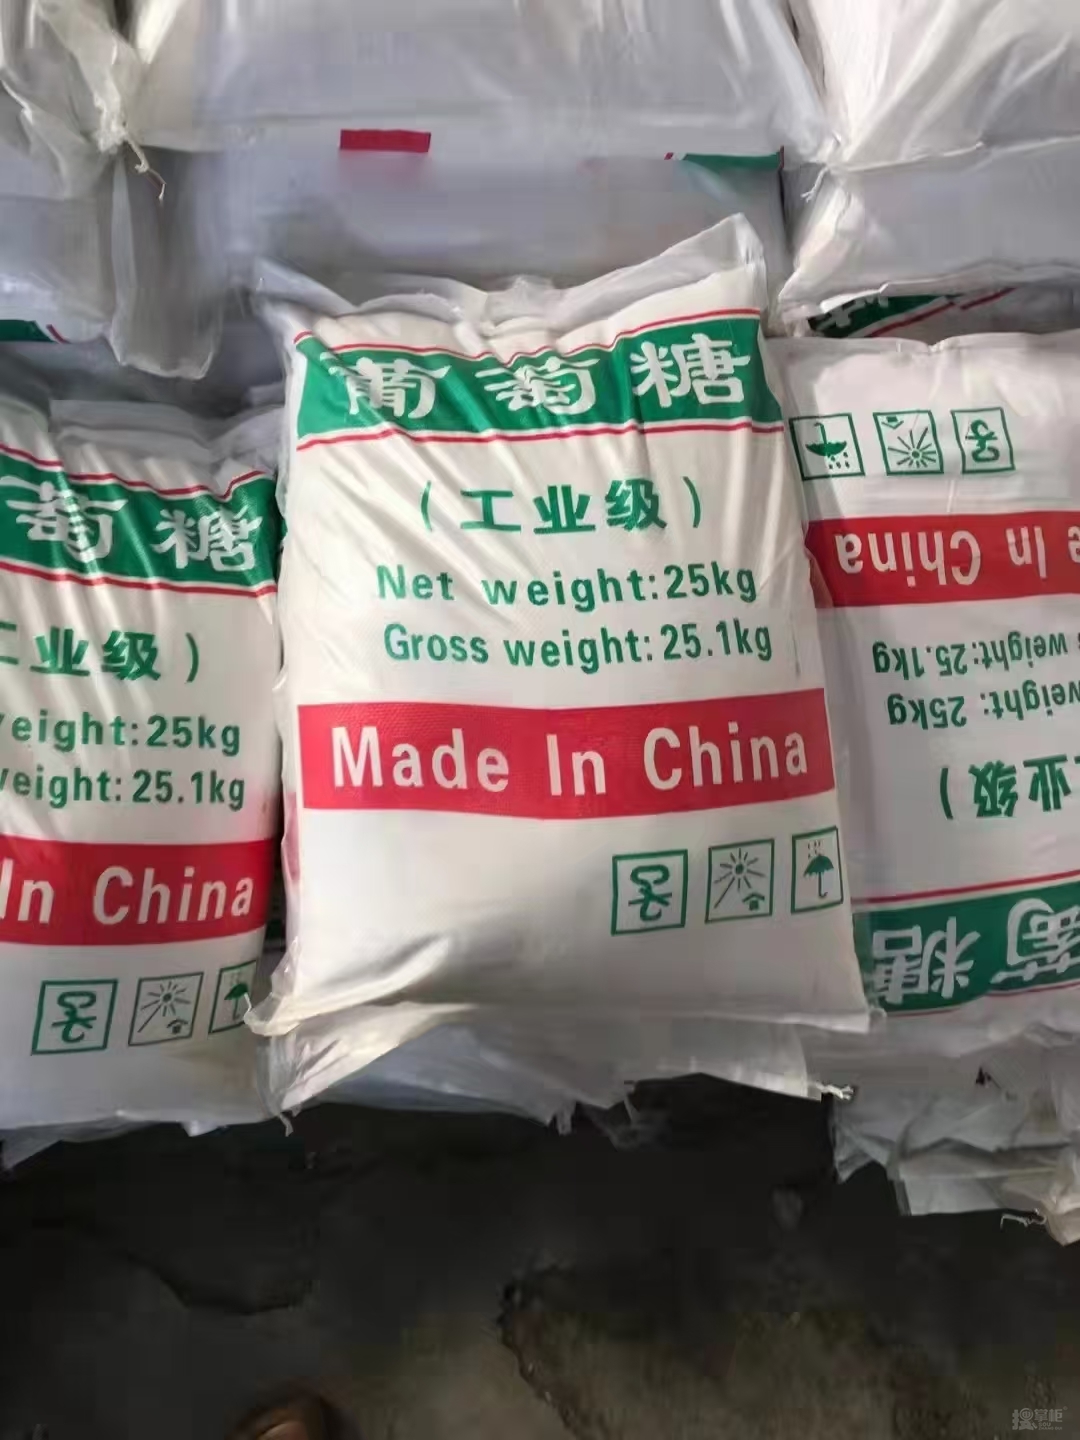 葡萄糖
(工业级)
Net weight:25kg
Gross weight:25.1kg
Made In China
萄糖
工业级)
eight:25kg
eight:25.1kg
In China
In China
weight:25.1kg
weight: 25kg
业级)
萄糖